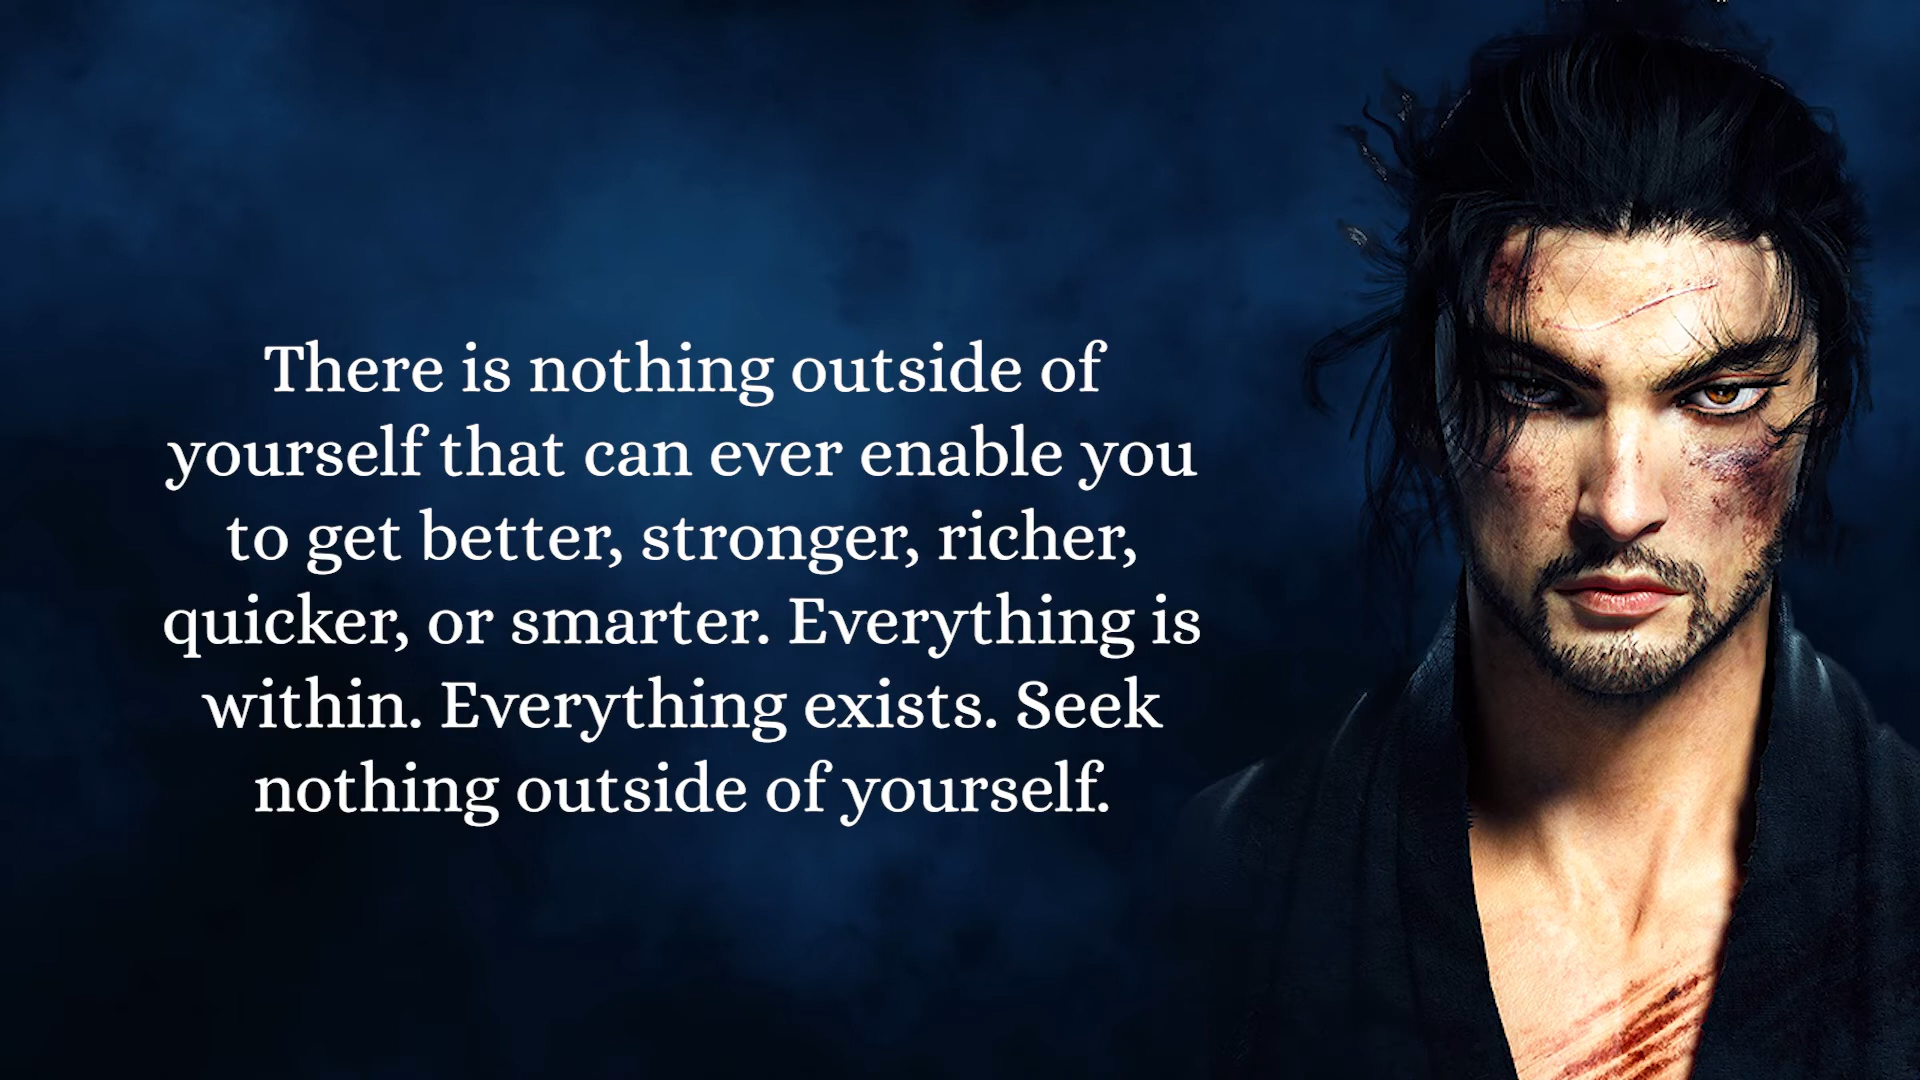 There is nothing outside of
yourself that can ever enable you
to get better, stronger, richer,
quicker, or smarter. Everything is
within. Everything exists. Seek
nothing outside of yourself.